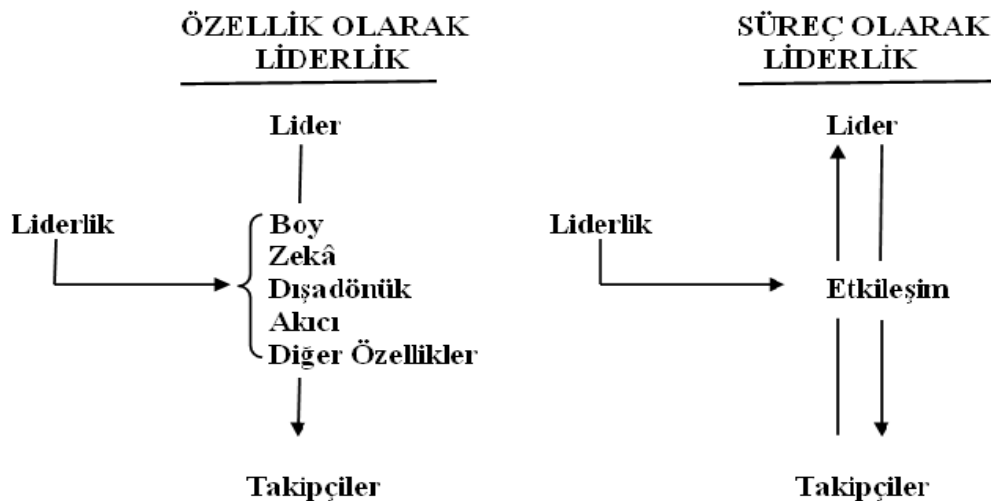 ÖZELLİK OLARAK
LİDERLİK
Lider
Liderlik
Boy
Zekâ
Dışadönük
Akıcı
Diğer Özellikler
Takipçiler
SÜREÇ OLARAK
LİDERLİK
Lider
Liderlik
Etkileşim
Takipçiler